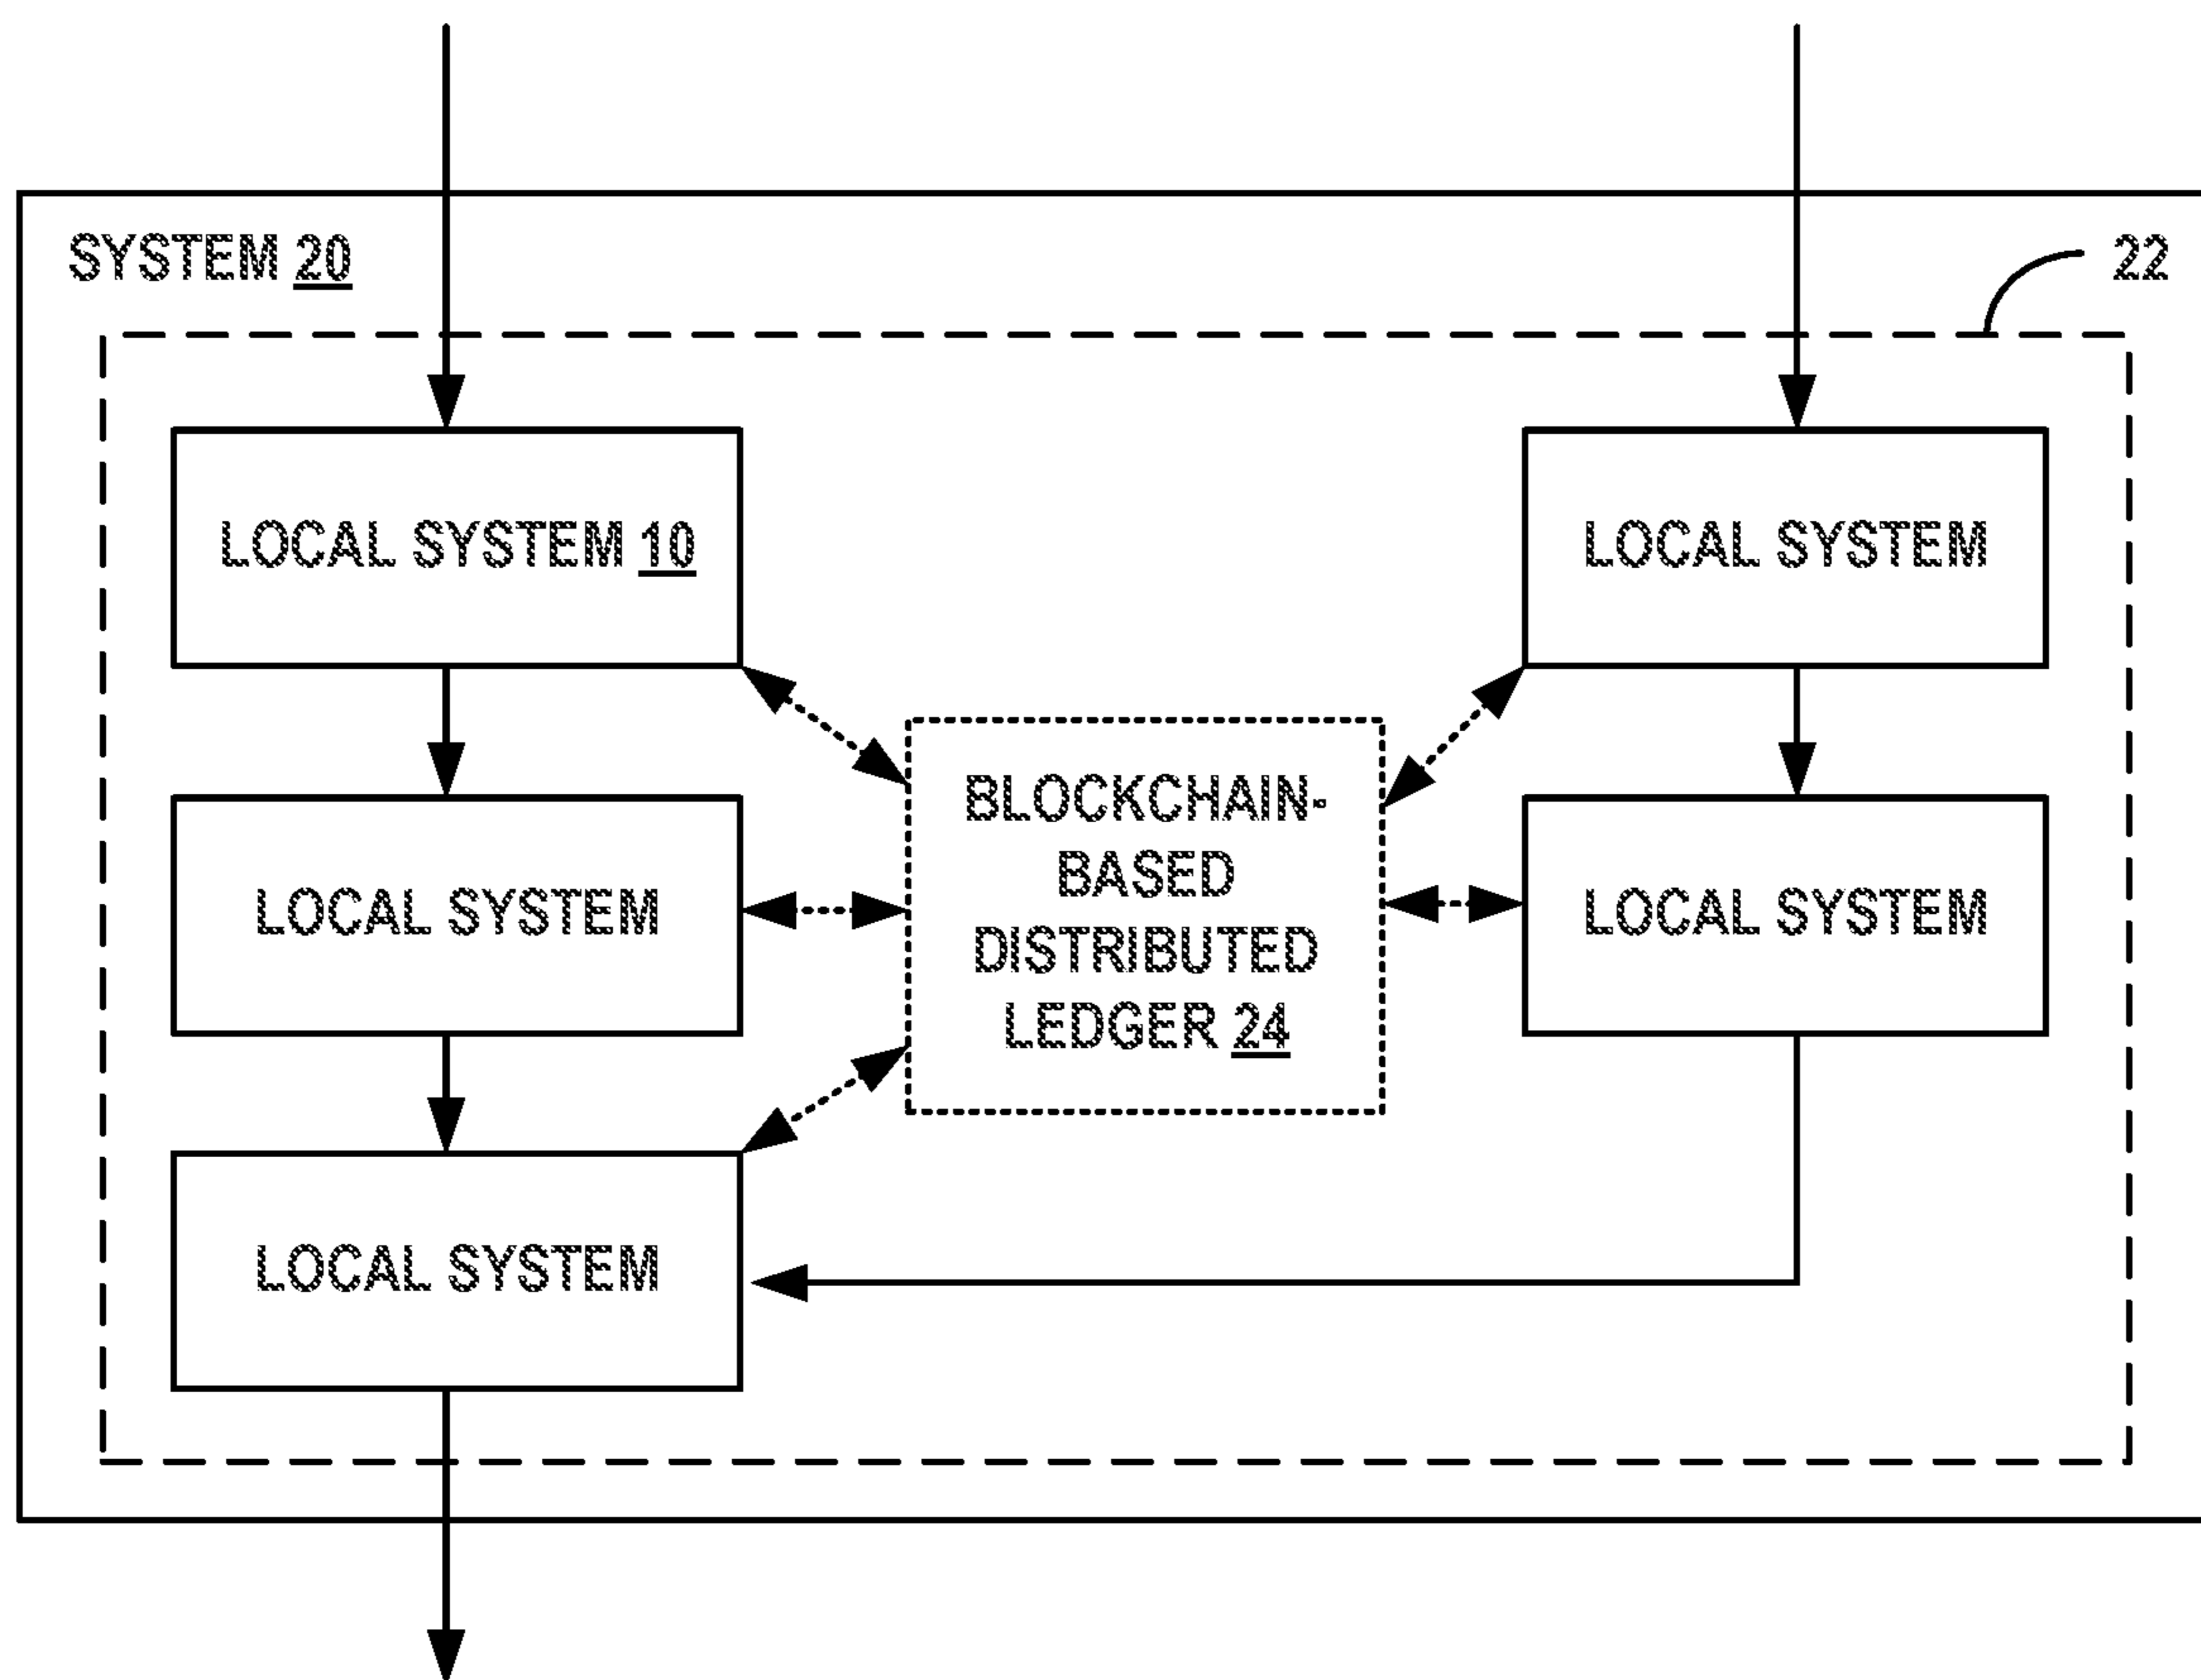 SYSTEM 20
22
LOCAL SYSTEM 10
LOCAL SYSTEM
BLOCKCHAIN-
BASED
DISTRIBUTED
LEDGER 24
LOCAL SYSTEM
LOCAL SYSTEM
LOCAL SYSTEM